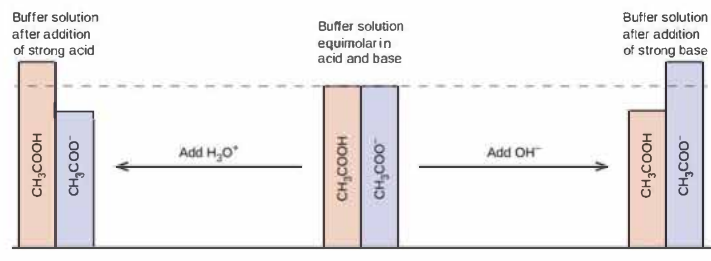 Buffer solution
after addition
of strong acid
Buffer solution
equimolar in
acid and base
Buffer solution
after addition
of strong base
CH₃COOH
CH₃COO⁻
Add H₃O⁺
CH₃COOH
CH₃COO⁻
Add OH⁻
CH₃COOH
CH₃COO⁻